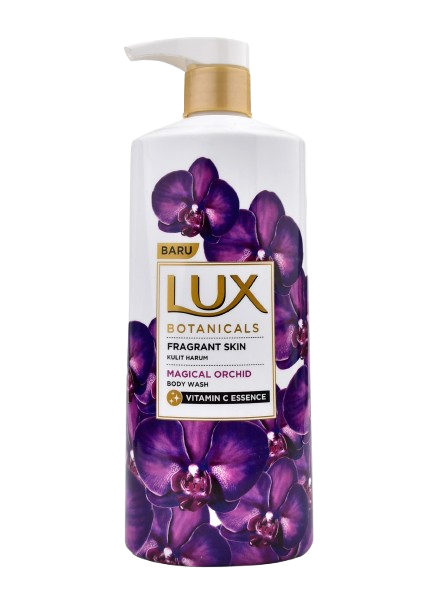 BARU
LUX
BOTANICALS
FRAGRANT SKIN
KULIT HARUM
MAGICAL ORCHID
BODY WASH
VITAMIN C ESSENCE